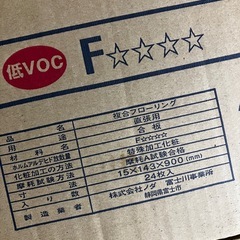 低VOC
F☆☆☆☆
品名 複合フローリング
用途 直張用
材料 合板
ホルムアルデヒド放散量 F☆☆☆☆
化粧加工の方法 特殊加工化粧
摩耗試験方法 摩耗A試験合格
寸法 15×143×900(mm)
入り数 24枚入
製造業者 株式会社ノダ 富士川事業所
静岡県富士市